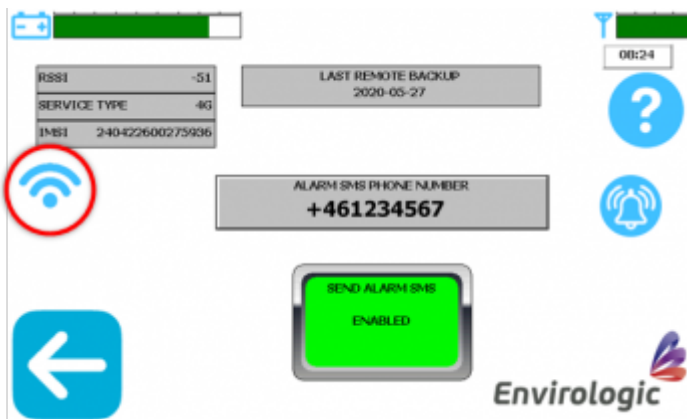 08:24
RSSI -51
SERVICE TYPE 4G
IMSI 240422600275936
LAST REMOTE BACKUP
2020-05-27
?
ALARM SMS PHONE NUMBER
+461234567
SEND ALARM SMS
ENABLED
Envirologic